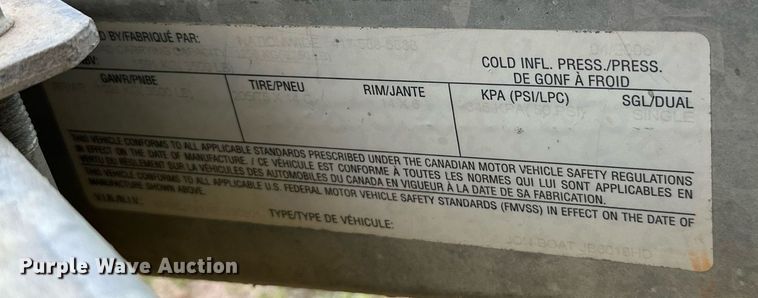 D BY/FABRIQUÉ PAR: NATIONWIDE
COLD INFL. PRESS./PRESS.
DE GONF À FROID
GAWR/PNBE TIRE/PNEU RIM/JANTE KPA (PSI/LPC) SGL/DUAL
SINGLE
THIS VEHICLE CONFORMS TO ALL APPLICABLE STANDARDS PRESCRIBED UNDER THE CANADIAN MOTOR VEHICLE SAFETY REGULATIONS
IN EFFECT ON THE DATE OF MANUFACTURE. / CE VÉHICULE EST CONFORME À TOUTES LES NORMES QUI LUI SONT APPLICABLES EN
VERTU DU RÈGLEMENT SUR LA VÉHICULES DES AUTOMOBILES DU CANADA EN VIGUEUR À LA DATE DE SA FABRICATION.
THIS VEHICLE CONFORMS TO ALL APPLICABLE U.S. FEDERAL MOTOR VEHICLE SAFETY STANDARDS (FMVSS) IN EFFECT ON THE DATE OF
MANUFACTURE SHOWN ABOVE.
V.I.N./N.I.V.
TYPE/TYPE DE VÉHICULE:
JON BOAT
Purple Wave Auction